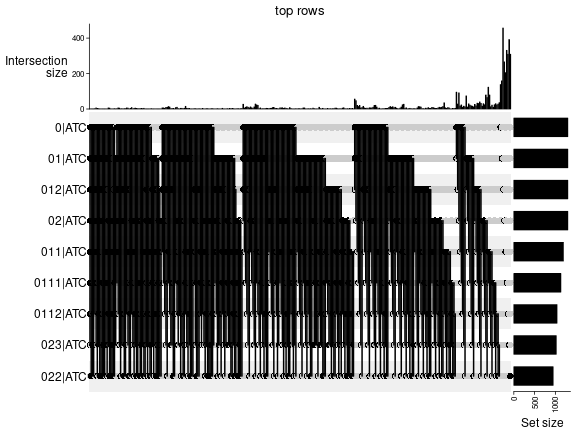 top rows
400
Intersection
size
200
0
0|ATC
01|ATC
012|ATC
02|ATC
011|ATC
0111|ATC
0112|ATC
023|ATC
022|ATC
0
500
1000
Set size